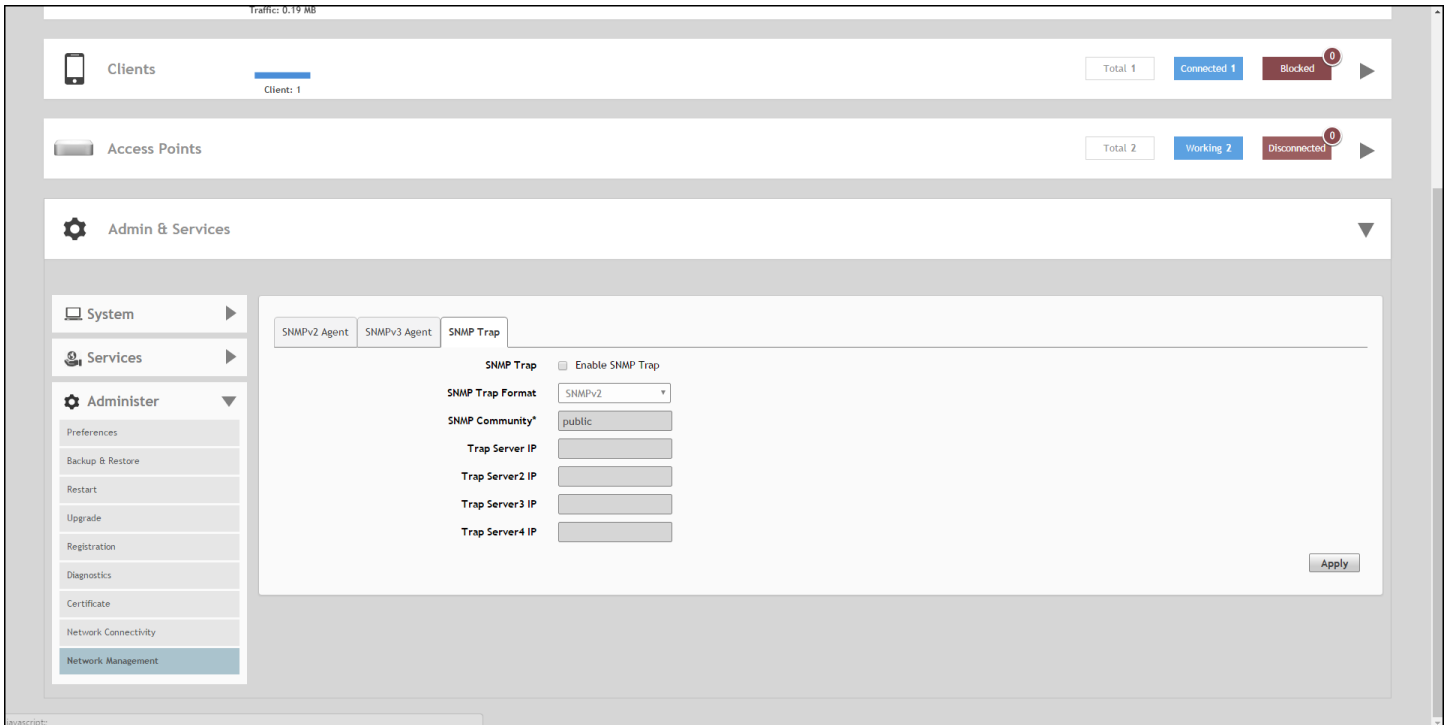 Traffic: 0.19 MB
Clients
Client: 1
Total 1
Connected 1
Blocked
0
Access Points
Total 2
Working 2
Disconnected
0
Admin & Services
System
Services
Administer
Preferences
Backup & Restore
Restart
Upgrade
Registration
Diagnostics
Certificate
Network Connectivity
Network Management
SNMPv2 Agent
SNMPv3 Agent
SNMP Trap
SNMP Trap Enable SNMP Trap
SNMP Trap Format SNMPv2
SNMP Community* public
Trap Server IP
Trap Server2 IP
Trap Server3 IP
Trap Server4 IP
Apply
javascript: